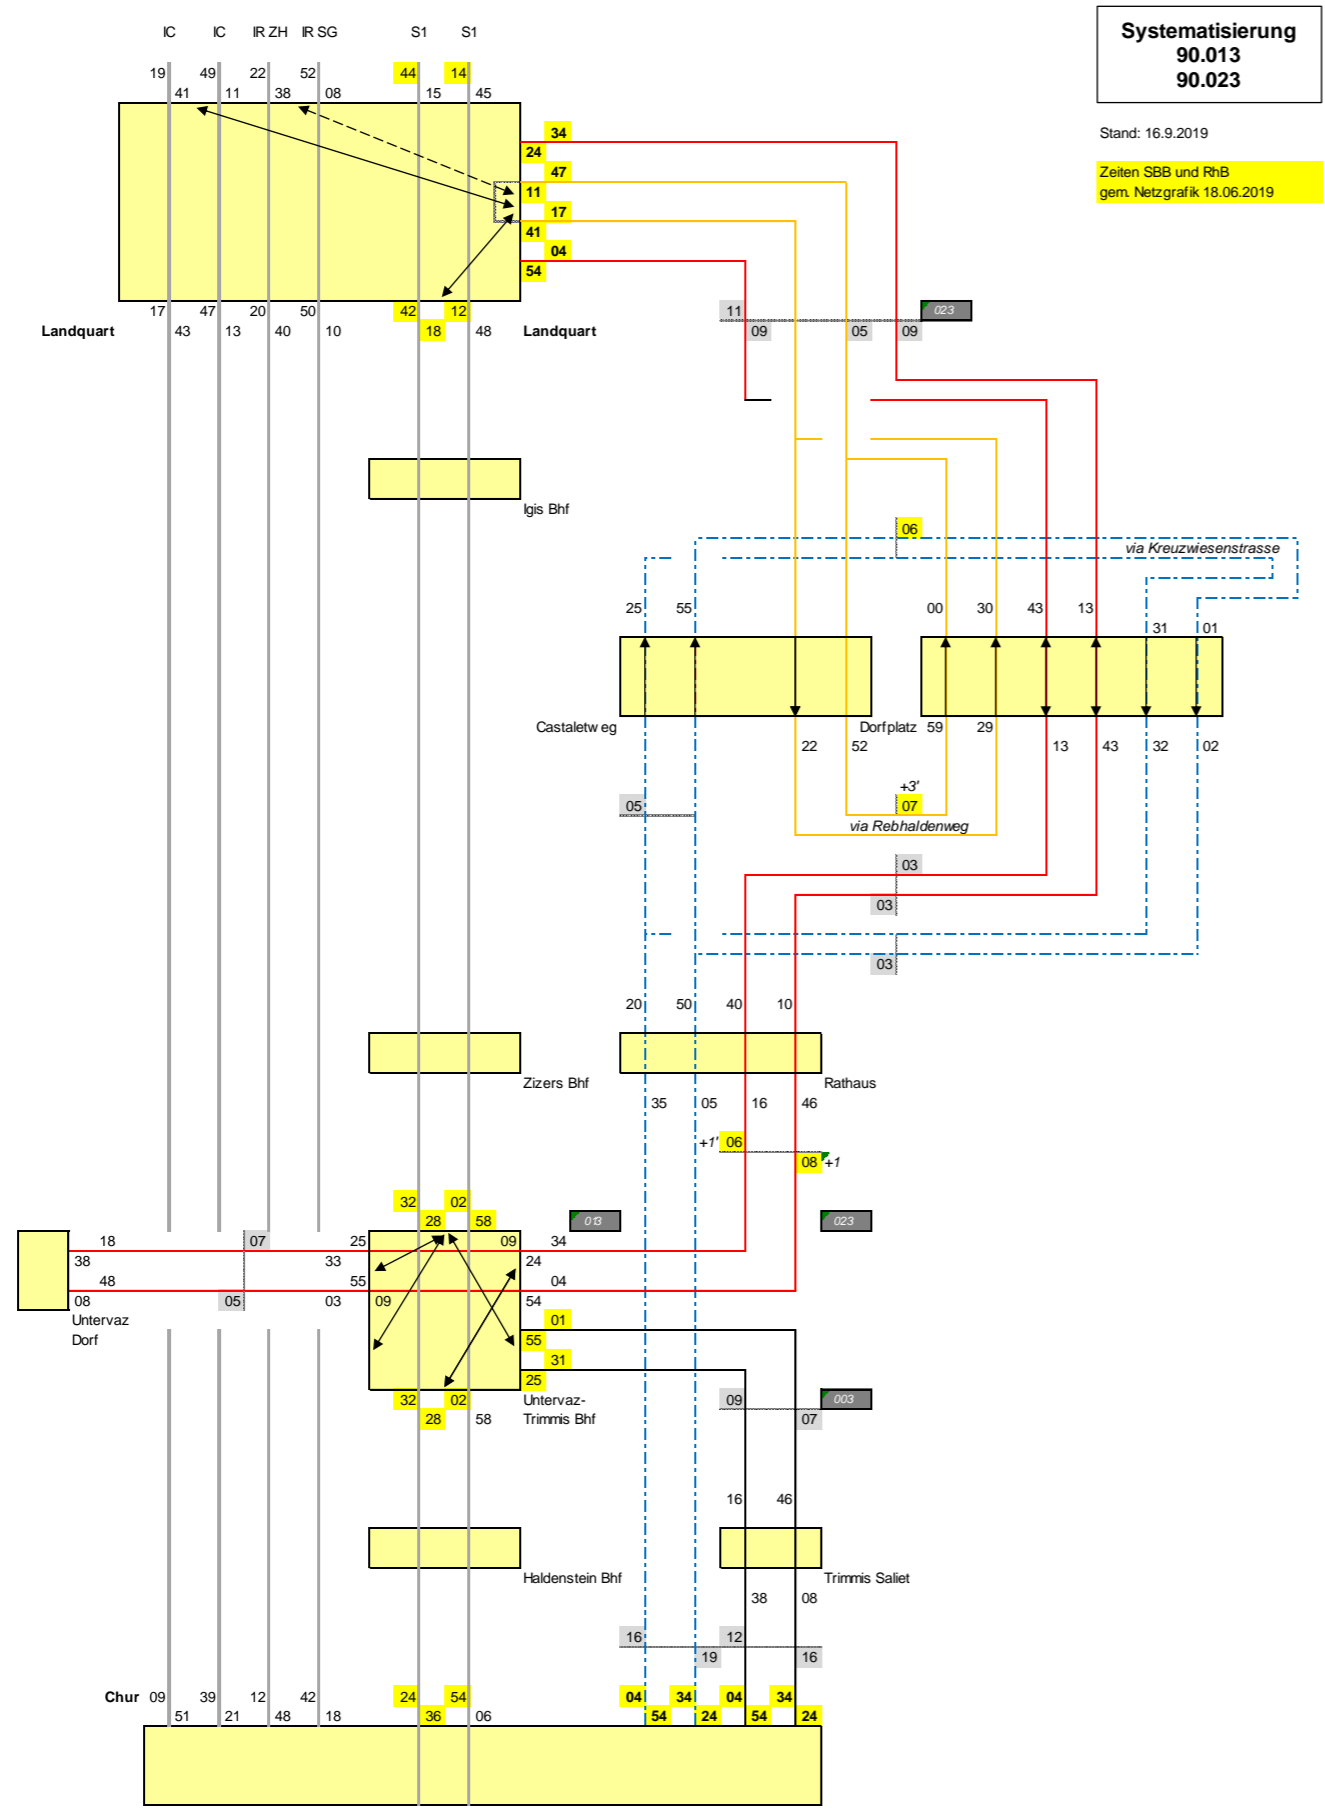 IC IC IR ZH IR SG S1 S1
Systematisierung
90.013
90.023
19 49 22 52 44 14
41 11 38 08 15 45
Stand: 16.9.2019
34
24
Zeiten SBB und RhB
gem. Netzgrafik 18.06.2019
47
11
17
41
04
54
17 47 20 50 42 12
11 023
Landquart 43 13 40 10 18 48 Landquart
09 05 09
Igis Bhf
06
via Kreuzwiesenstrasse
25 55 00 30 43 13
31 01
Castaletweg Dorfplatz 59 29
22 52 13 43 32 02
+3'
05 07
via Rebhaldenweg
03
03
03
20 50 40 10
Zizers Bhf Rathaus
35 05 16 46
+1' 06
08 +1
32 02
28 58 013 023
18 07 25 09 34
38 33 24
48 55 04
08 05 03 09 54
Untervaz
Dorf
01
55
31
25
32 02 Untervaz-
09 003
28 58 Trimmis Bhf
07
16 46
Haldenstein Bhf Trimmis Saliet
38 08
16 12
19 16
Chur 09 39 12 42 24 54 04 34 04 34
51 21 48 18 36 06 54 24 54 24